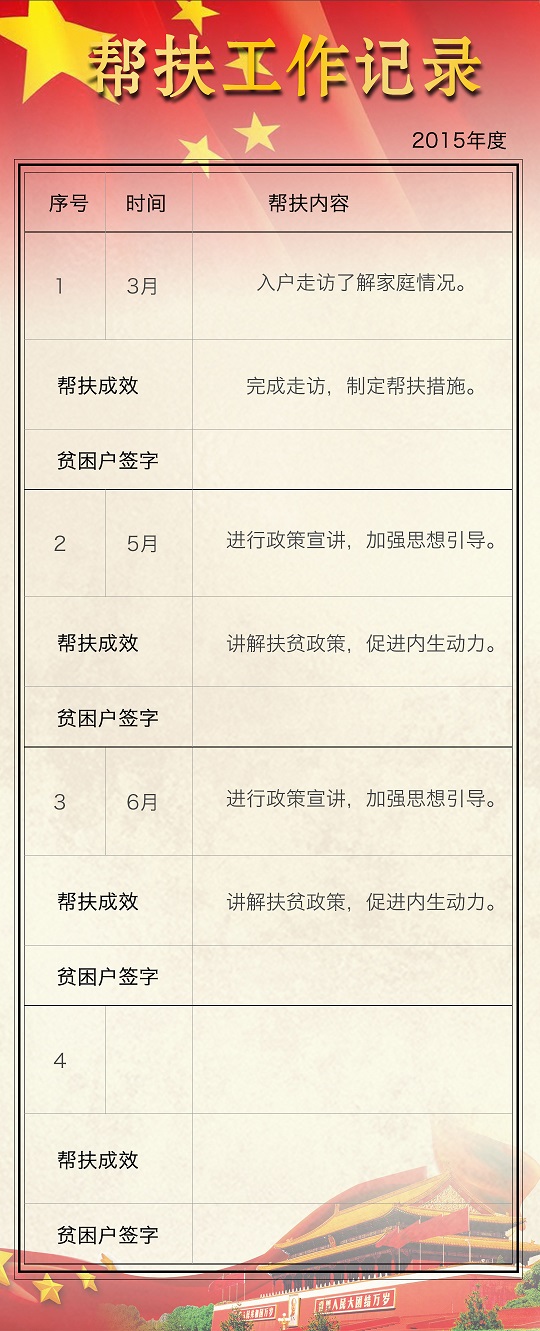 帮扶工作记录
2015年度
序号 时间 帮扶内容
1 3月 入户走访了解家庭情况。
帮扶成效 完成走访，制定帮扶措施。
贫困户签字
2 5月 进行政策宣讲，加强思想引导。
帮扶成效 讲解扶贫政策，促进内生动力。
贫困户签字
3 6月 进行政策宣讲，加强思想引导。
帮扶成效 讲解扶贫政策，促进内生动力。
贫困户签字
4
帮扶成效
贫困户签字
人民大团结万岁